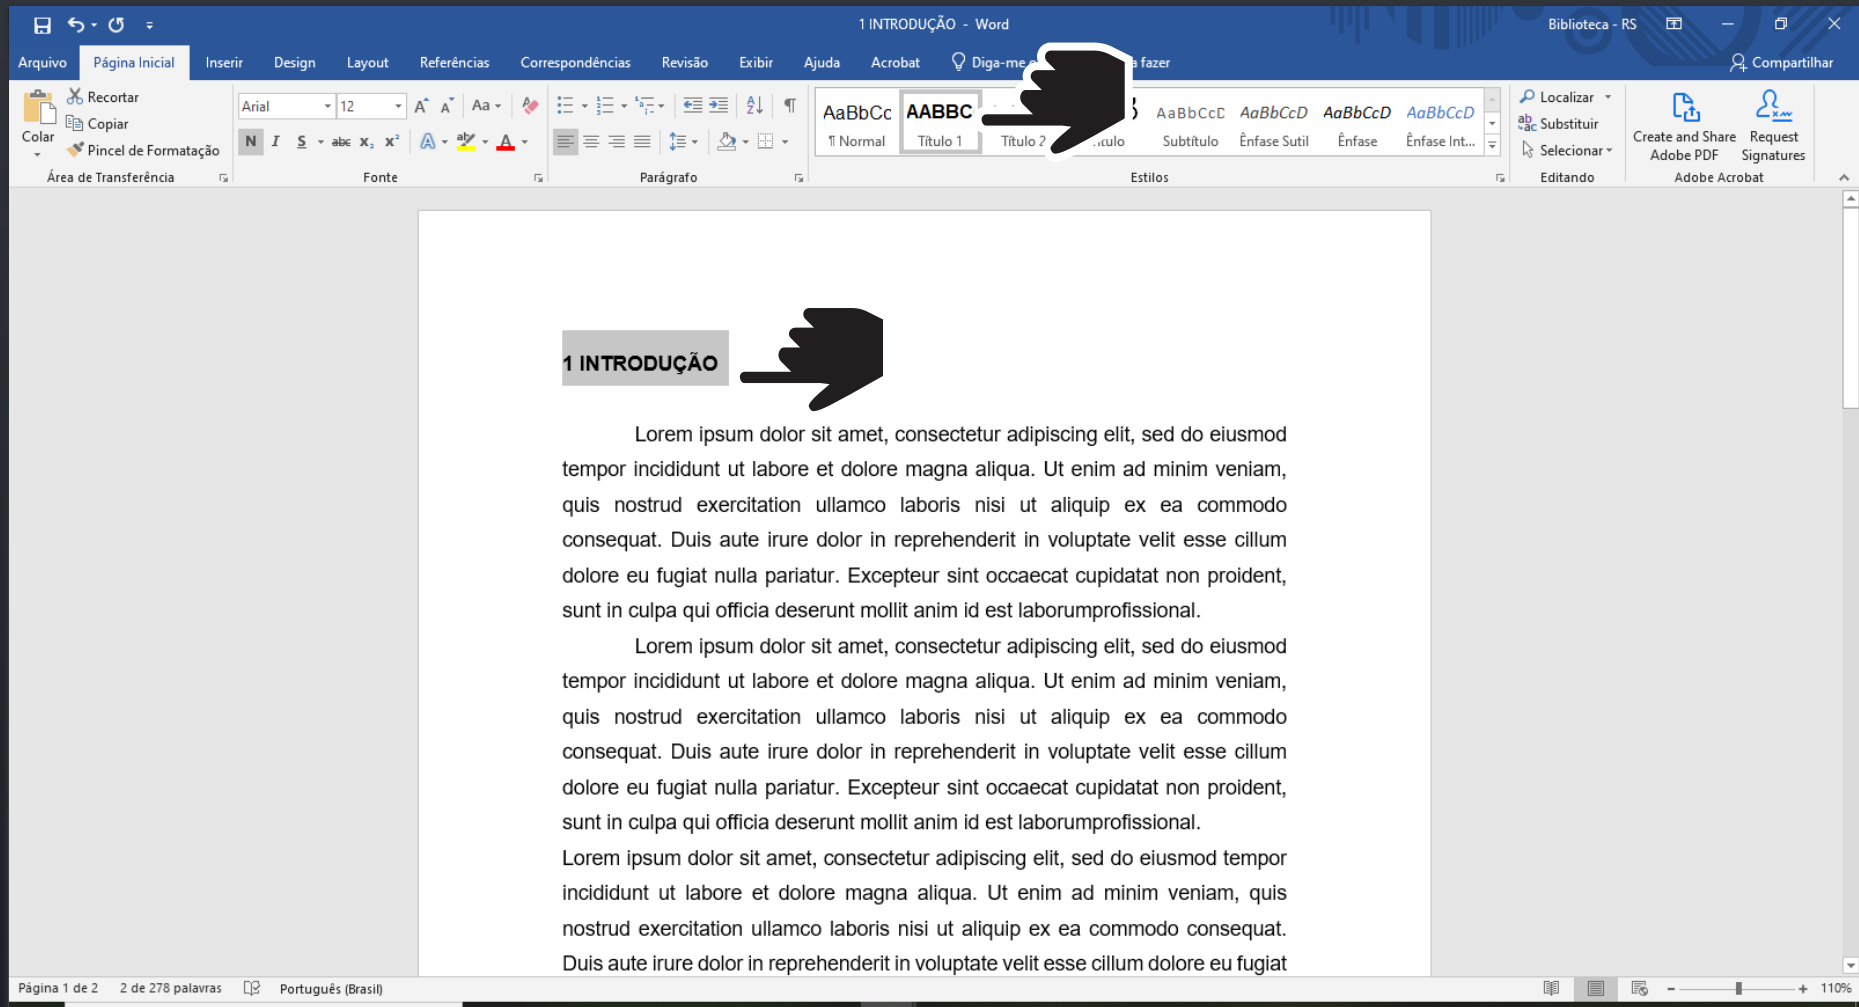 1 INTRODUÇÃO - Word
Biblioteca - RS
Arquivo Página Inicial Inserir Design Layout Referências Correspondências Revisão Exibir Ajuda Acrobat Diga-me a fazer Compartilhar
Colar
Recortar
Copiar
Pincel de Formatação
Área de Transferência
Arial 12
Aa
N I S abc x₂ x² A aby A
Fonte
Parágrafo
AaBbCc AABBC AaBbCcD AaBbCcD AaBbCcD AaBbCcD
¶ Normal Título 1 Título 2 Subtítulo Ênfase Sutil Ênfase Ênfase Int...
Estilos
Localizar
Substituir
Selecionar
Editando
Create and Share
Adobe PDF
Request
Signatures
Adobe Acrobat
1 INTRODUÇÃO
Lorem ipsum dolor sit amet, consectetur adipiscing elit, sed do eiusmod
tempor incididunt ut labore et dolore magna aliqua. Ut enim ad minim veniam,
quis nostrud exercitation ullamco laboris nisi ut aliquip ex ea commodo
consequat. Duis aute irure dolor in reprehenderit in voluptate velit esse cillum
dolore eu fugiat nulla pariatur. Excepteur sint occaecat cupidatat non proident,
sunt in culpa qui officia deserunt mollit anim id est laborumprofissional.
Lorem ipsum dolor sit amet, consectetur adipiscing elit, sed do eiusmod
tempor incididunt ut labore et dolore magna aliqua. Ut enim ad minim veniam,
quis nostrud exercitation ullamco laboris nisi ut aliquip ex ea commodo
consequat. Duis aute irure dolor in reprehenderit in voluptate velit esse cillum
dolore eu fugiat nulla pariatur. Excepteur sint occaecat cupidatat non proident,
sunt in culpa qui officia deserunt mollit anim id est laborumprofissional.
Lorem ipsum dolor sit amet, consectetur adipiscing elit, sed do eiusmod tempor
incididunt ut labore et dolore magna aliqua. Ut enim ad minim veniam, quis
nostrud exercitation ullamco laboris nisi ut aliquip ex ea commodo consequat.
Duis aute irure dolor in reprehenderit in voluptate velit esse cillum dolore eu fugiat
Página 1 de 2 2 de 278 palavras Português (Brasil) 110%